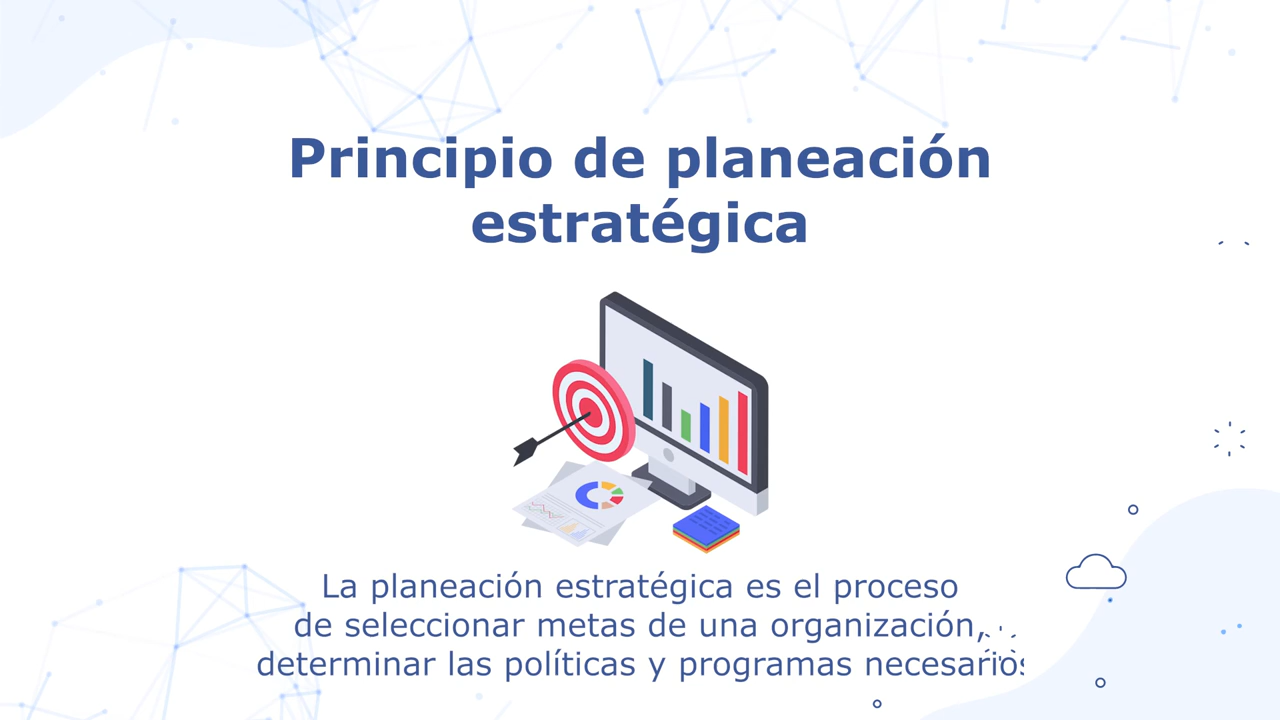 Principio de planeación
estratégica
La planeación estratégica es el proceso
de seleccionar metas de una organización,
determinar las políticas y programas necesarios